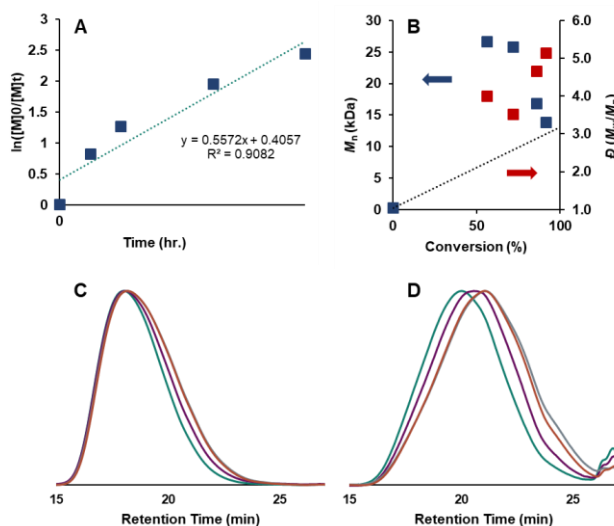 A
ln([M]0/[M]t
3
2.5
2
1.5
1
0.5
0
0
y = 0.5572x + 0.4057
R² = 0.9082
Time (hr.)
B
Mn (kDa)
30
25
20
15
10
5
0
6.0
5.0
4.0
3.0
2.0
1.0
Đ (Mw/Mn)
0
50
100
Conversion (%)
C
15
20
25
Retention Time (min)
D
15
20
25
Retention Time (min)